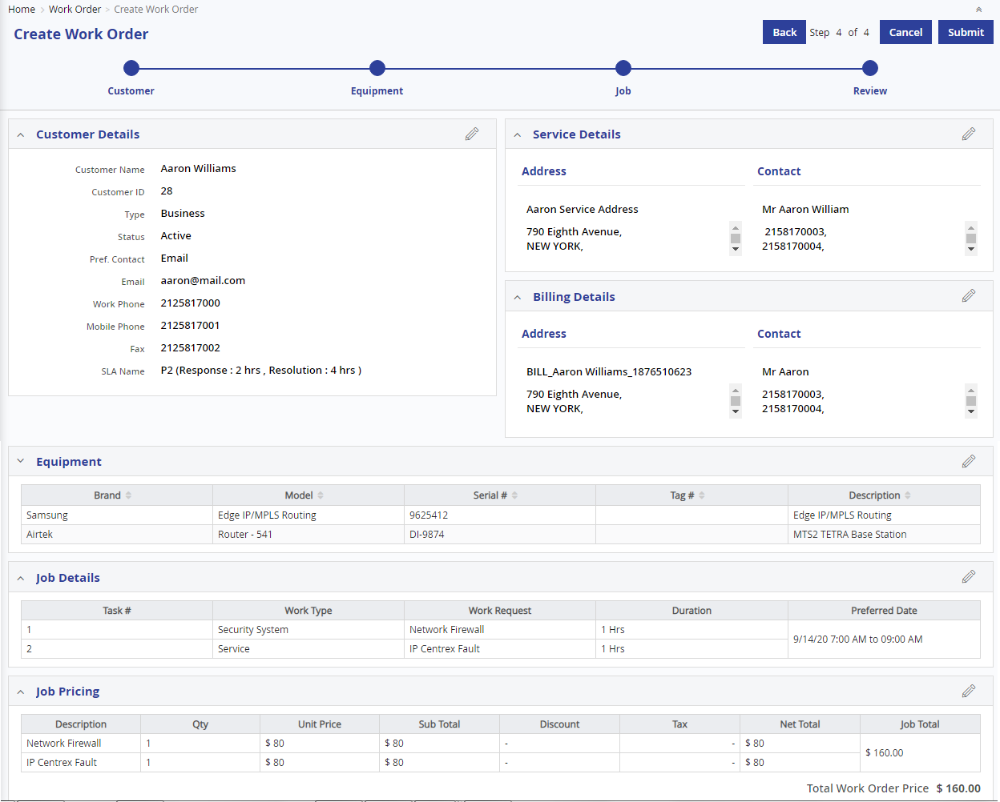 Home > Work Order > Create Work Order
Create Work Order
Back Step 4 of 4 Cancel Submit
Customer Equipment Job Review
Customer Details
Customer Name Aaron Williams
Customer ID 28
Type Business
Status Active
Pref. Contact Email
Email aaron@mail.com
Work Phone 2125817000
Mobile Phone 2125817001
Fax 2125817002
SLA Name P2 (Response : 2 hrs , Resolution : 4 hrs )
Service Details
Address Contact
Aaron Service Address Mr Aaron William
790 Eighth Avenue, 2158170003,
NEW YORK, 2158170004,
Billing Details
Address Contact
BILL_Aaron Williams_1876510623 Mr Aaron
790 Eighth Avenue, 2158170003,
NEW YORK, 2158170004,
Equipment
Brand Model Serial # Tag # Description
Samsung Edge IP/MPLS Routing 9625412 Edge IP/MPLS Routing
Airtek Router - 541 DI-9874 MTS2 TETRA Base Station
Job Details
Task # Work Type Work Request Duration Preferred Date
1 Security System Network Firewall 1 Hrs
9/14/20 7:00 AM to 09:00 AM
2 Service IP Centrex Fault 1 Hrs
Job Pricing
Description Qty Unit Price Sub Total Discount Tax Net Total Job Total
Network Firewall 1 $ 80 $ 80 - - $ 80
$ 160.00
IP Centrex Fault 1 $ 80 $ 80 - - $ 80
Total Work Order Price $ 160.00